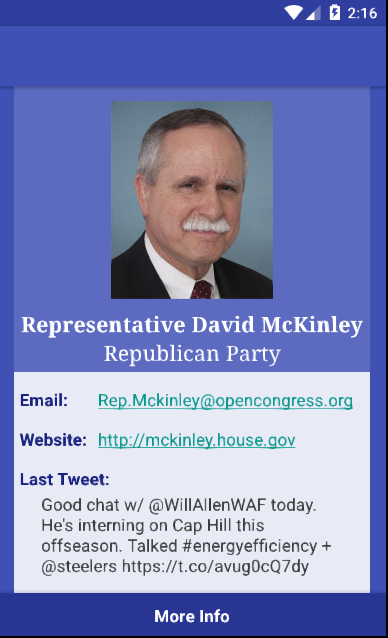 2:16
Representative David McKinley
Republican Party
Email: Rep.Mckinley@opencongress.org
Website: http://mckinley.house.gov
Last Tweet:
Good chat w/ @WillAllenWAF today.
He's interning on Cap Hill this
offseason. Talked #energyefficiency +
@steelers https://t.co/avug0cQ7dy
More Info